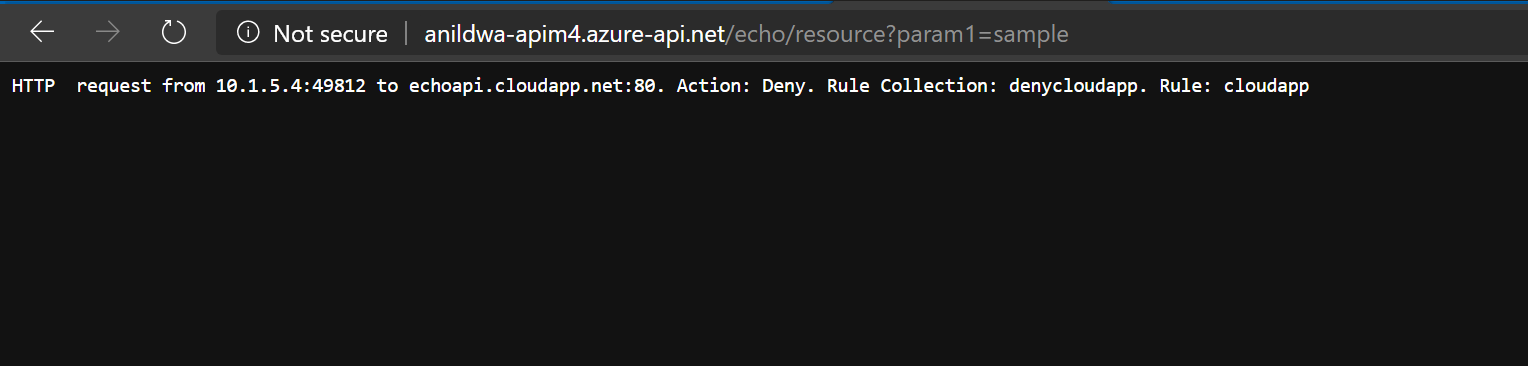 Not secure | anildwa-apim4.azure-api.net/echo/resource?param1=sample
HTTP  request from 10.1.5.4:49812 to echoapi.cloudapp.net:80. Action: Deny. Rule Collection: denycloudapp. Rule: cloudapp